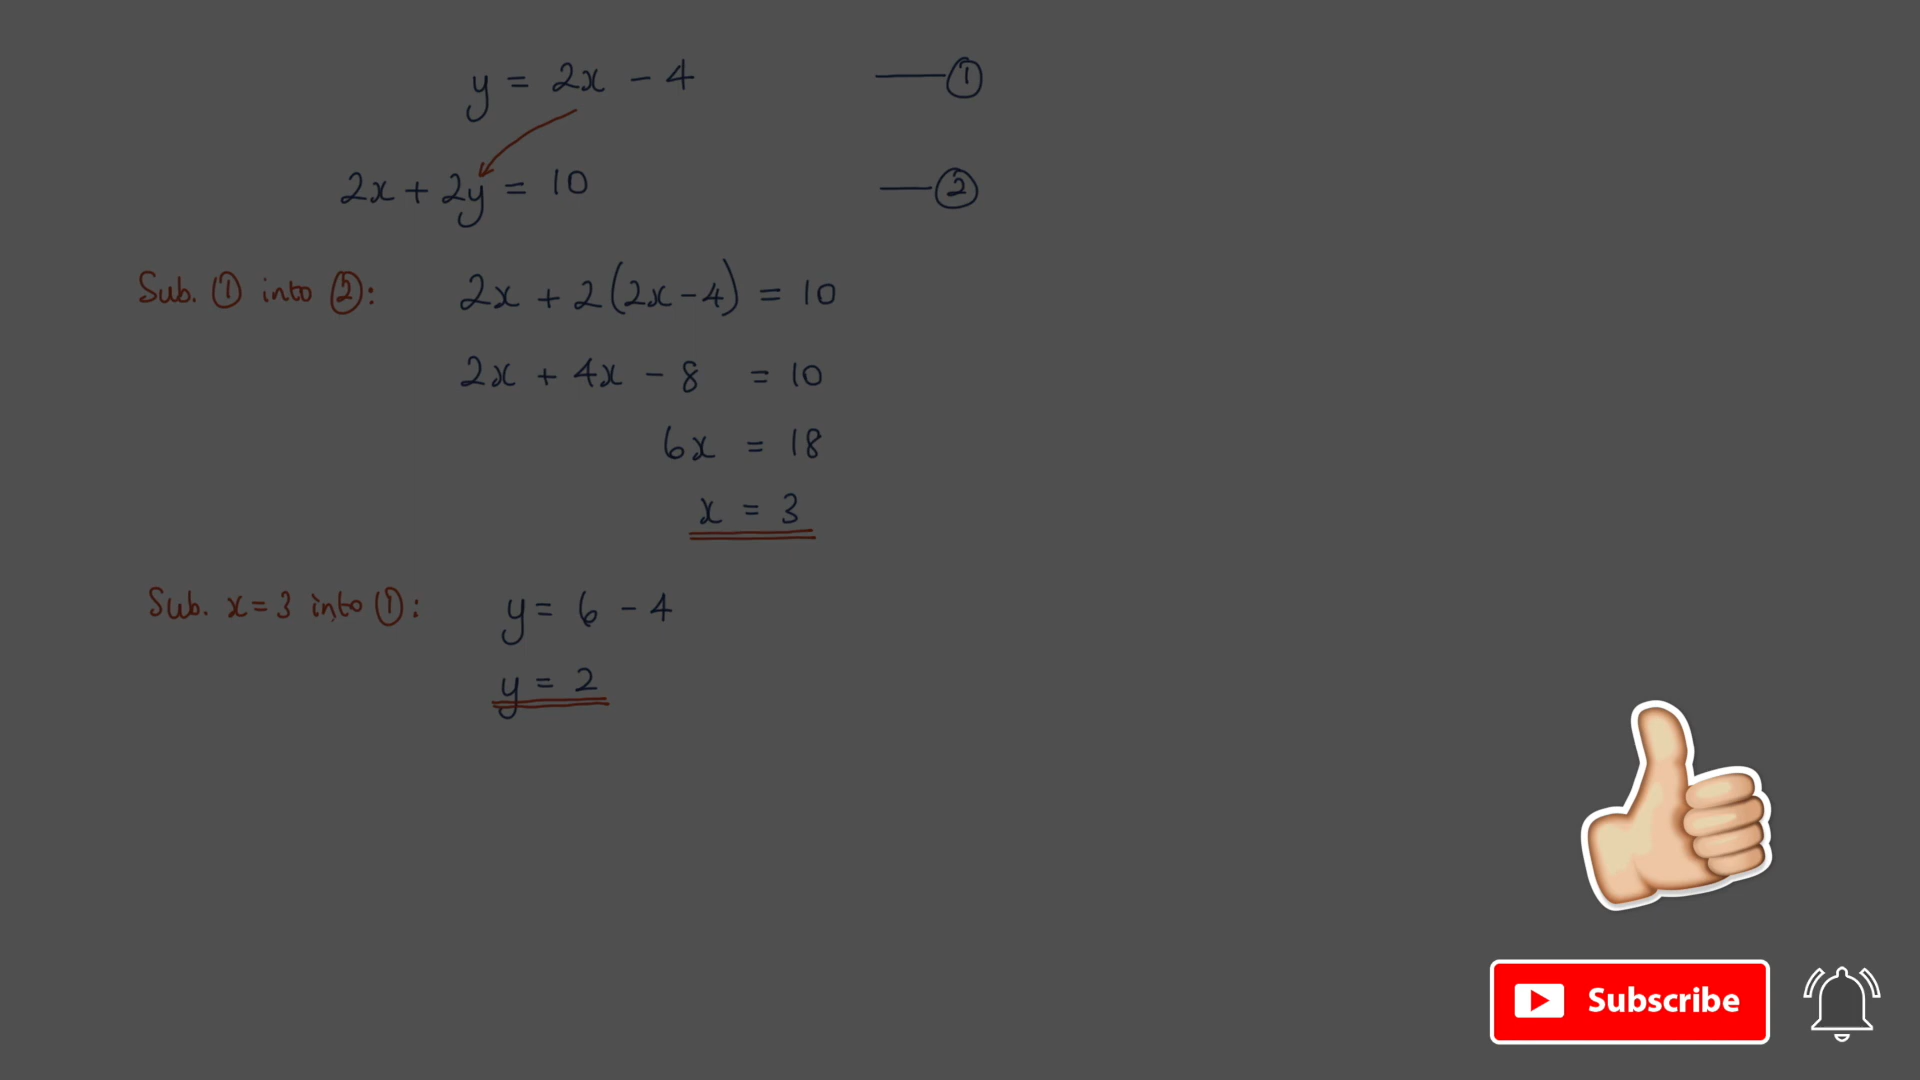 y = 2x - 4 ①
2x + 2y = 10 ②
Sub. ① into ②: 2x + 2(2x-4) = 10
2x + 4x - 8 = 10
6x = 18
x = 3
Sub. x=3 into ①: y = 6 - 4
y = 2
Subscribe